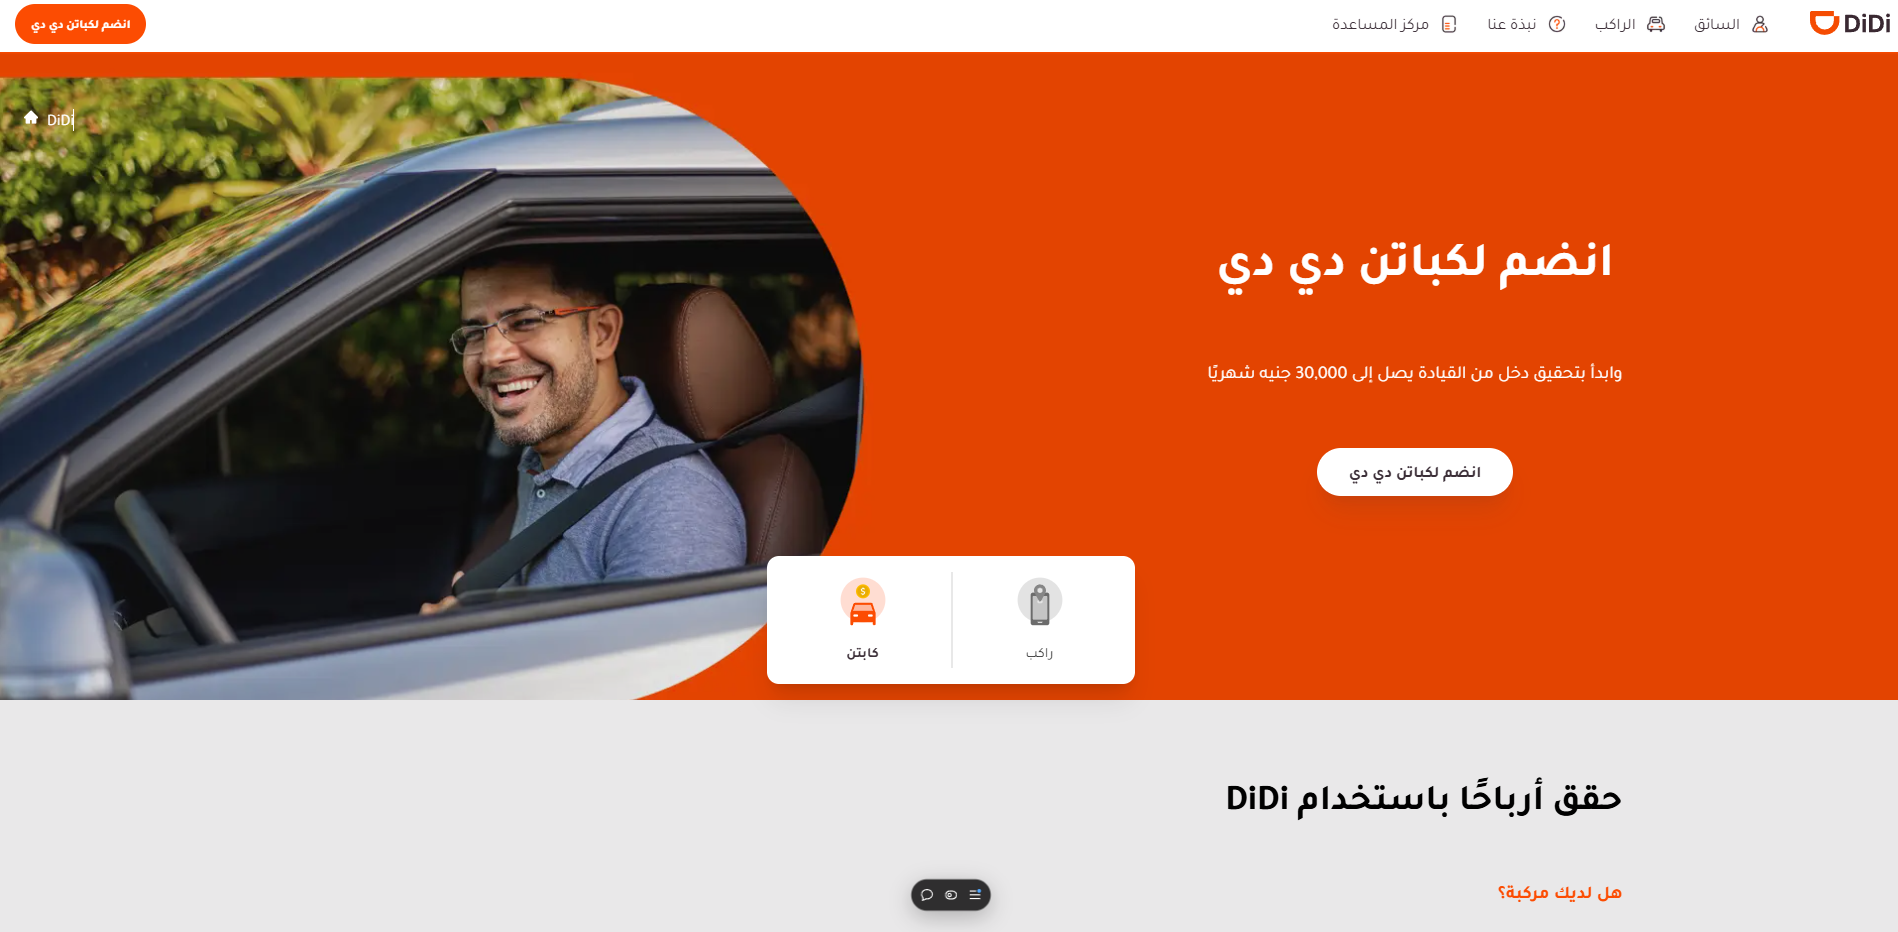 DiDi
السائق
الراكب
نبذة عنا
مركز المساعدة
انضم لكباتن دي دي
DiDi
انضم لكباتن دي دي
وابدأ بتحقيق دخل من القيادة يصل إلى 30,000 جنيه شهريًا
انضم لكباتن دي دي
راكب
كابتن
حقق أرباحًا باستخدام DiDi
هل لديك مركبة؟